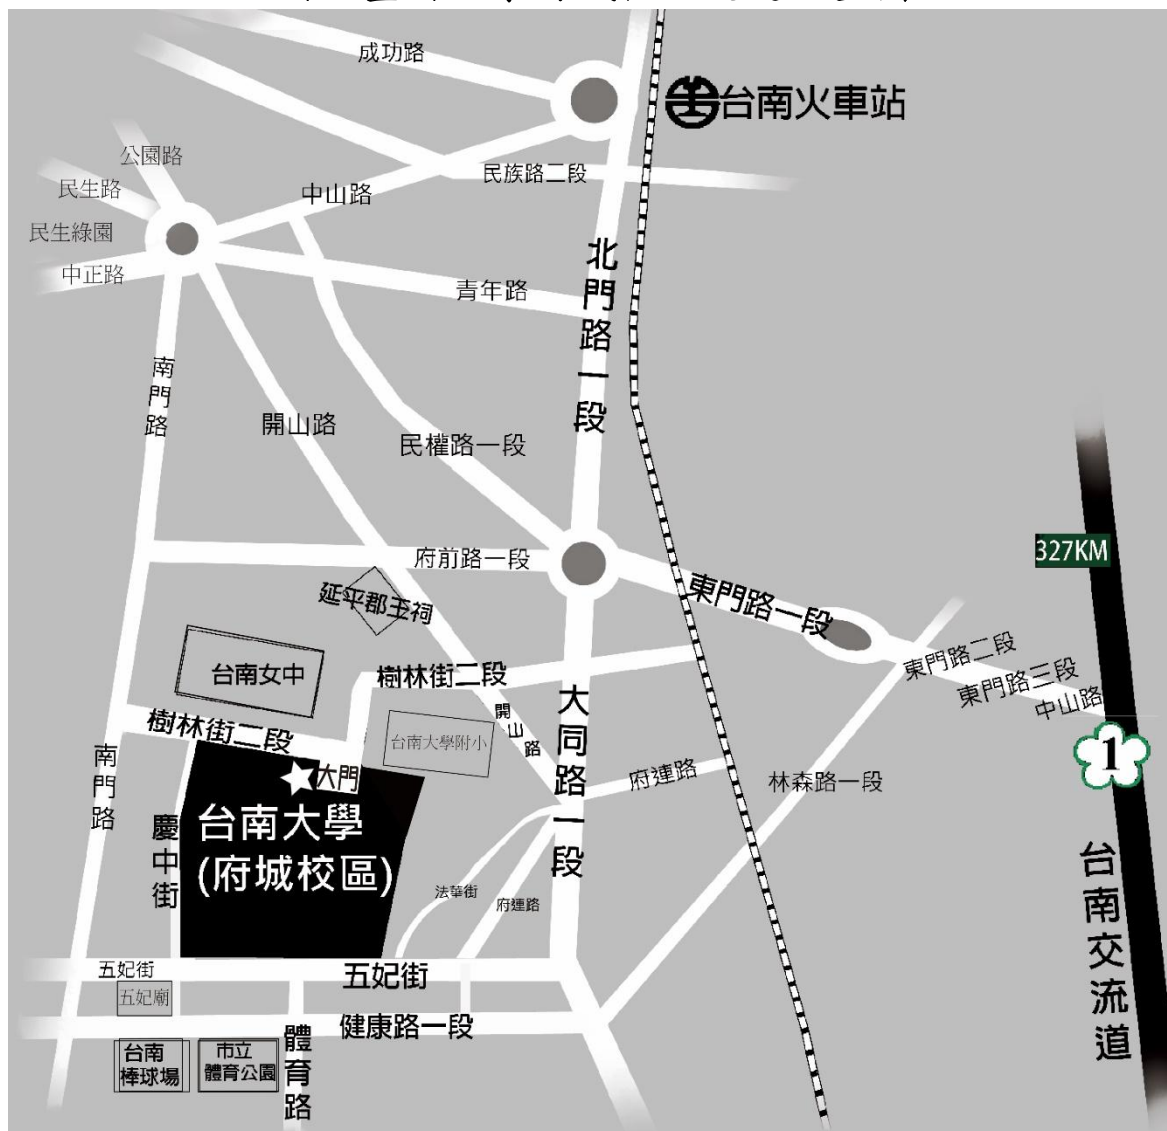 成功路
台南火車站
公園路
民族路二段
民生路
中山路
民生綠園
中正路
青年路
北門路一段
南門路
開山路
民權路一段
327KM
府前路一段
東門路一段
延平郡王祠
台南女中
樹林街二段
東門路二段
東門路三段
中山路
樹林街二段
開山路
大同路一段
台南大學附小
大門
府連路
林森路一段
1
南門路
慶中街
台南大學
(府城校區)
法華街
府連路
台南交流道
五妃街
五妃街
五妃廟
健康路一段
體育路
台南
棒球場
市立
體育公園